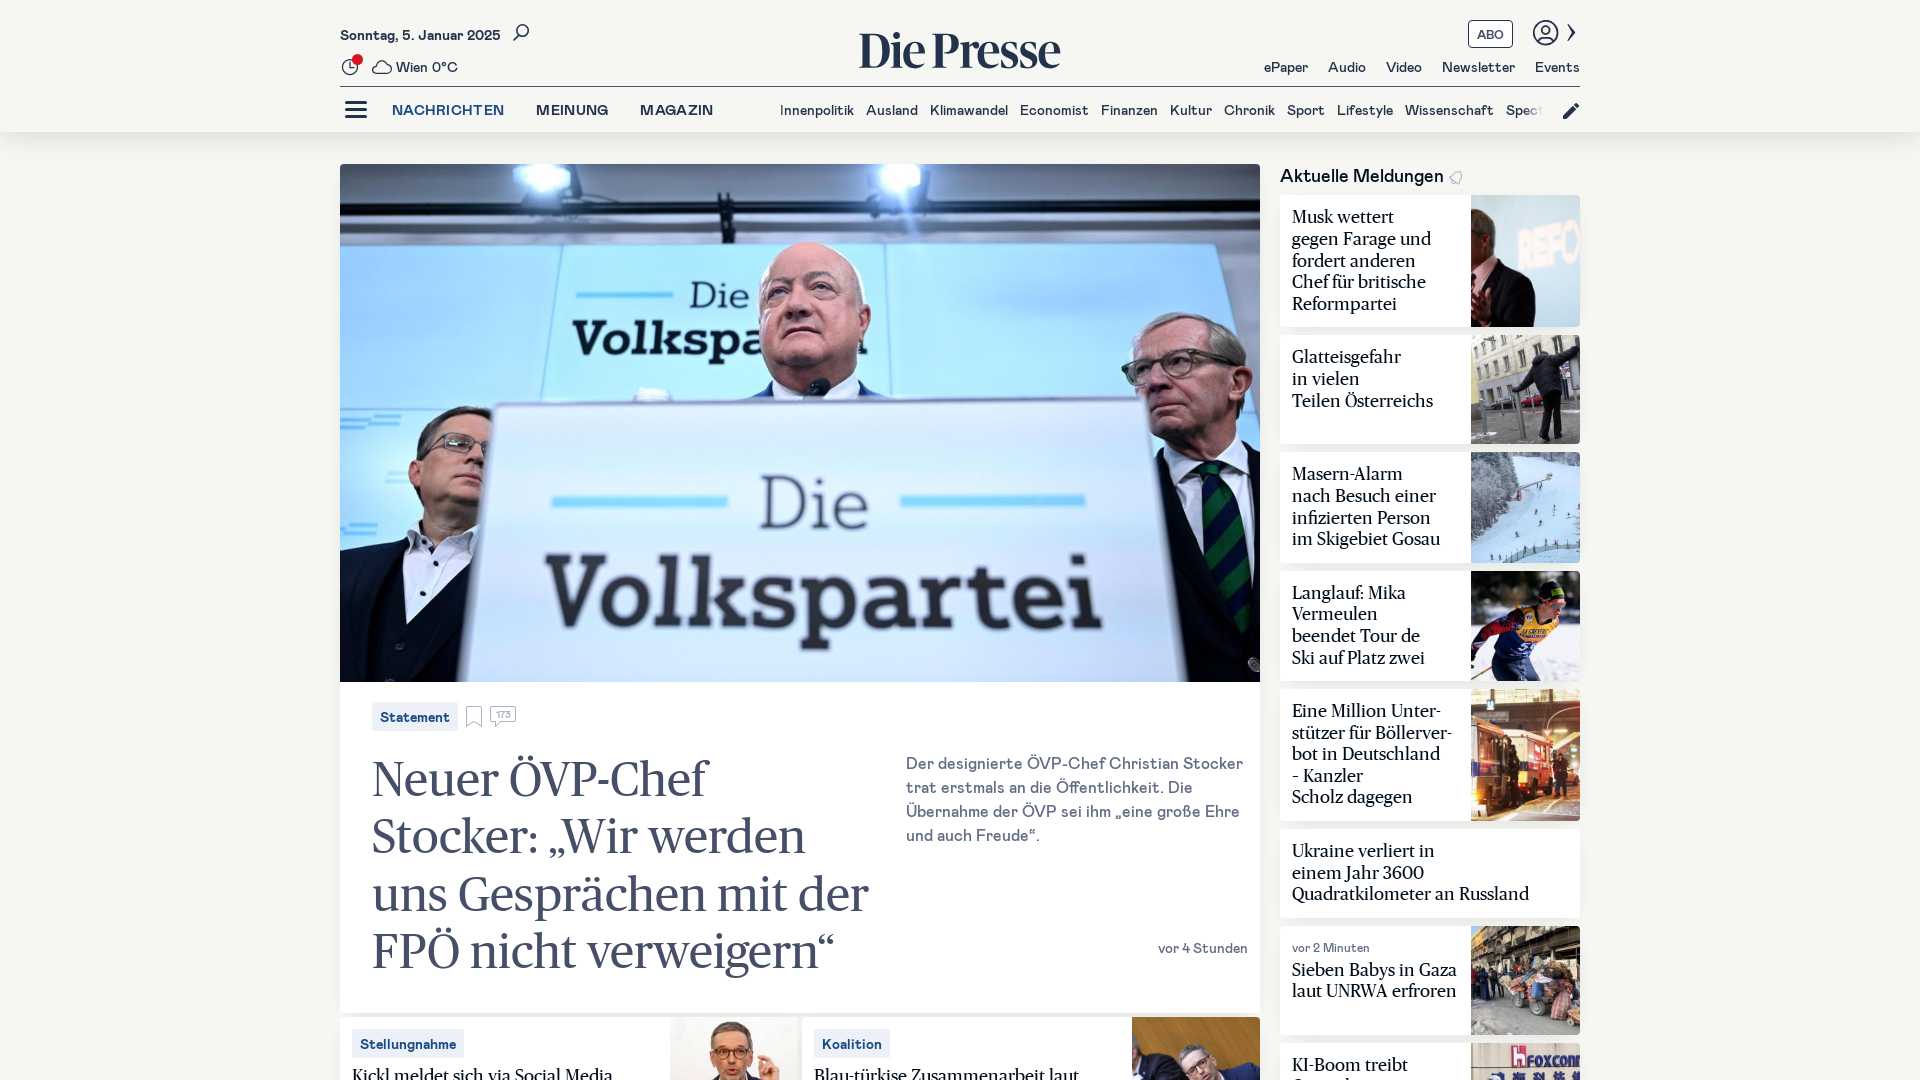 Sonntag, 5. Januar 2025
Wien 0°C
Die Presse
ABO
ePaper
Audio
Video
Newsletter
Events
NACHRICHTEN
MEINUNG
MAGAZIN
Innenpolitik
Ausland
Klimawandel
Economist
Finanzen
Kultur
Chronik
Sport
Lifestyle
Wissenschaft
Die
Die
Volkspartei
Statement
173
Neuer ÖVP-Chef
Stocker: „Wir werden
uns Gesprächen mit der
FPÖ nicht verweigern“
Der designierte ÖVP-Chef Christian Stocker
trat erstmals an die Öffentlichkeit. Die
Übernahme der ÖVP sei ihm „eine große Ehre
und auch Freude“.
vor 4 Stunden
Stellungnahme
Kickl meldet sich via Social Media
Koalition
Blau-türkise Zusammenarbeit laut
Aktuelle Meldungen
Musk wettert
gegen Farage und
fordert anderen
Chef für britische
Reformpartei
Glatteisgefahr
in vielen
Teilen Österreichs
Masern-Alarm
nach Besuch einer
infizierten Person
im Skigebiet Gosau
Langlauf: Mika
Vermeulen
beendet Tour de
Ski auf Platz zwei
Eine Million Unter-
stützer für Böllerver-
bot in Deutschland
– Kanzler
Scholz dagegen
Ukraine verliert in
einem Jahr 3600
Quadratkilometer an Russland
vor 2 Minuten
Sieben Babys in Gaza
laut UNRWA erfroren
KI-Boom treibt
FOXCONN